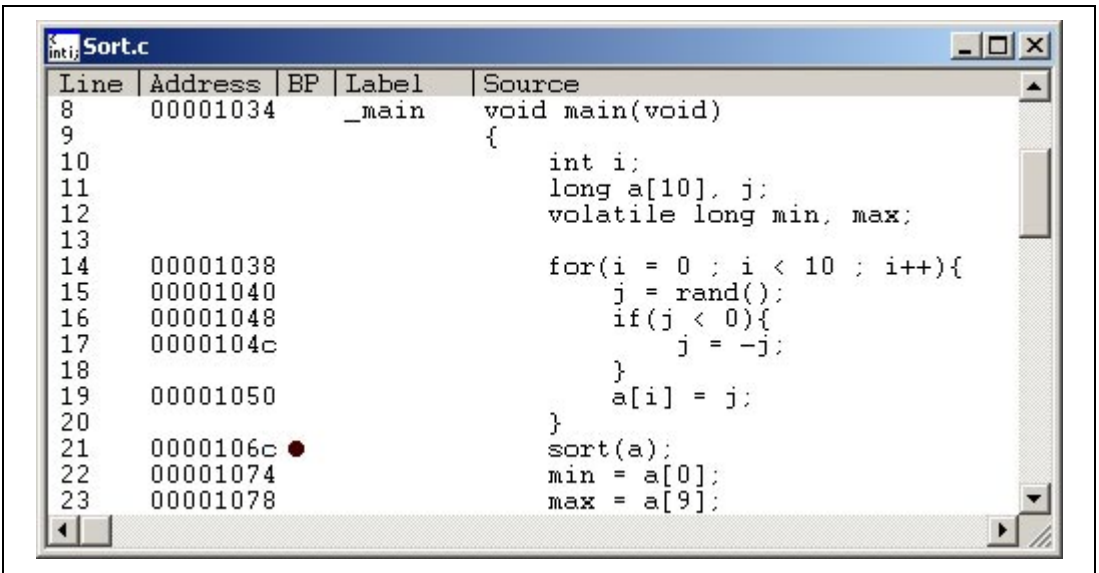 Sort.c
Line Address BP Label Source
8 00001034 _main void main(void)
9 {
10 int i;
11 long a[10], j;
12 volatile long min, max;
13
14 00001038 for(i = 0 ; i < 10 ; i++){
15 00001040 j = rand();
16 00001048 if(j < 0){
17 0000104c j = -j;
18 }
19 00001050 a[i] = j;
20 }
21 0000106c ● sort(a);
22 00001074 min = a[0];
23 00001078 max = a[9];